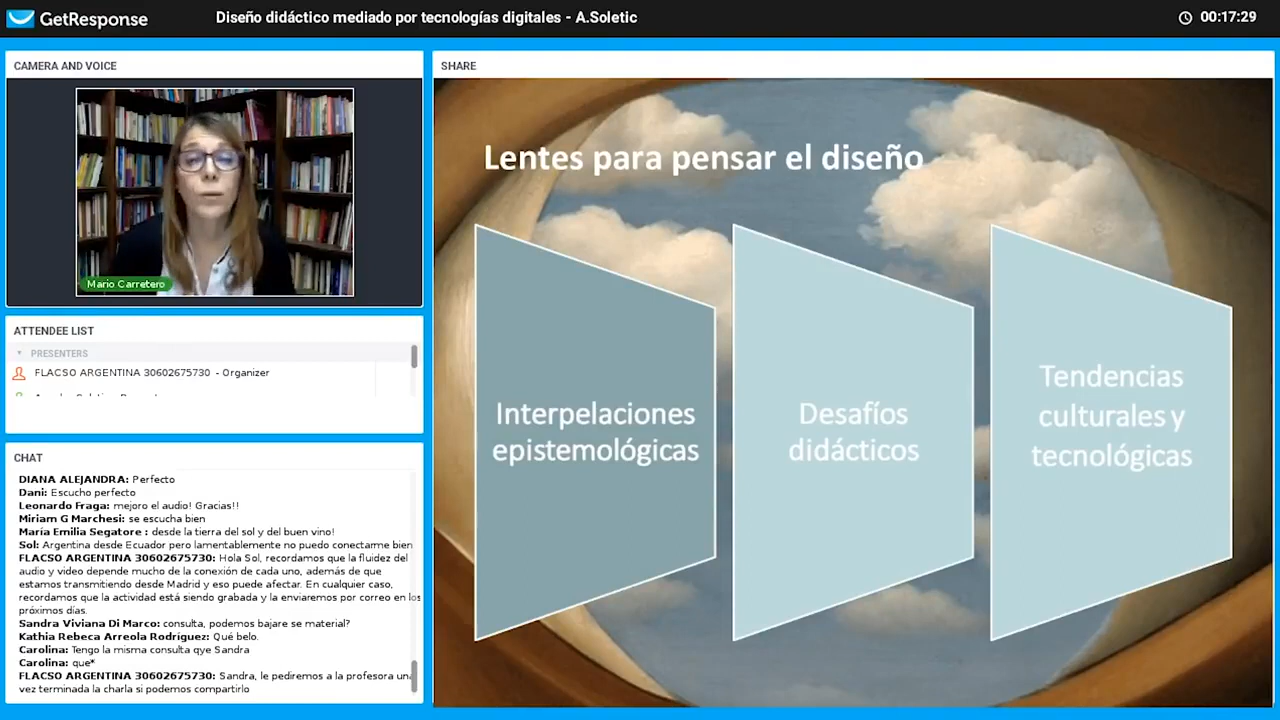 GetResponse
Diseño didáctico mediado por tecnologías digitales - A.Soletic
00:17:29
CAMERA AND VOICE
Mario Carretero
ATTENDEE LIST
PRESENTERS
FLACSO ARGENTINA 30602675730 - Organizer
CHAT
DIANA ALEJANDRA: Perfecto
Dani: Escucho perfecto
Leonardo Fraga: mejoro el audio! Gracias!!
Miriam G Marchesi: se escucha bien
María Emilia Segatore : desde la tierra del sol y del buen vino!
Sol: Argentina desde Ecuador pero lamentablemente no puedo conectarme bien
FLACSO ARGENTINA 30602675730: Hola Sol, recordamos que la fluidez del
audio y video depende mucho de la conexión de cada uno, además de que
estamos transmitiendo desde Madrid y eso puede afectar. En cualquier caso,
recordamos que la actividad está siendo grabada y la enviaremos por correo en los
próximos días.
Sandra Viviana Di Marco: consulta, podemos bajare se material?
Kathia Rebeca Arreola Rodríguez: Qué belo.
Carolina: Tengo la misma consulta qye Sandra
Carolina: que*
FLACSO ARGENTINA 30602675730: Sandra, le pediremos a la profesora una
vez terminada la charla si podemos compartirlo
SHARE
Lentes para pensar el diseño
Interpelaciones
epistemológicas
Desafíos
didácticos
Tendencias
culturales y
tecnológicas